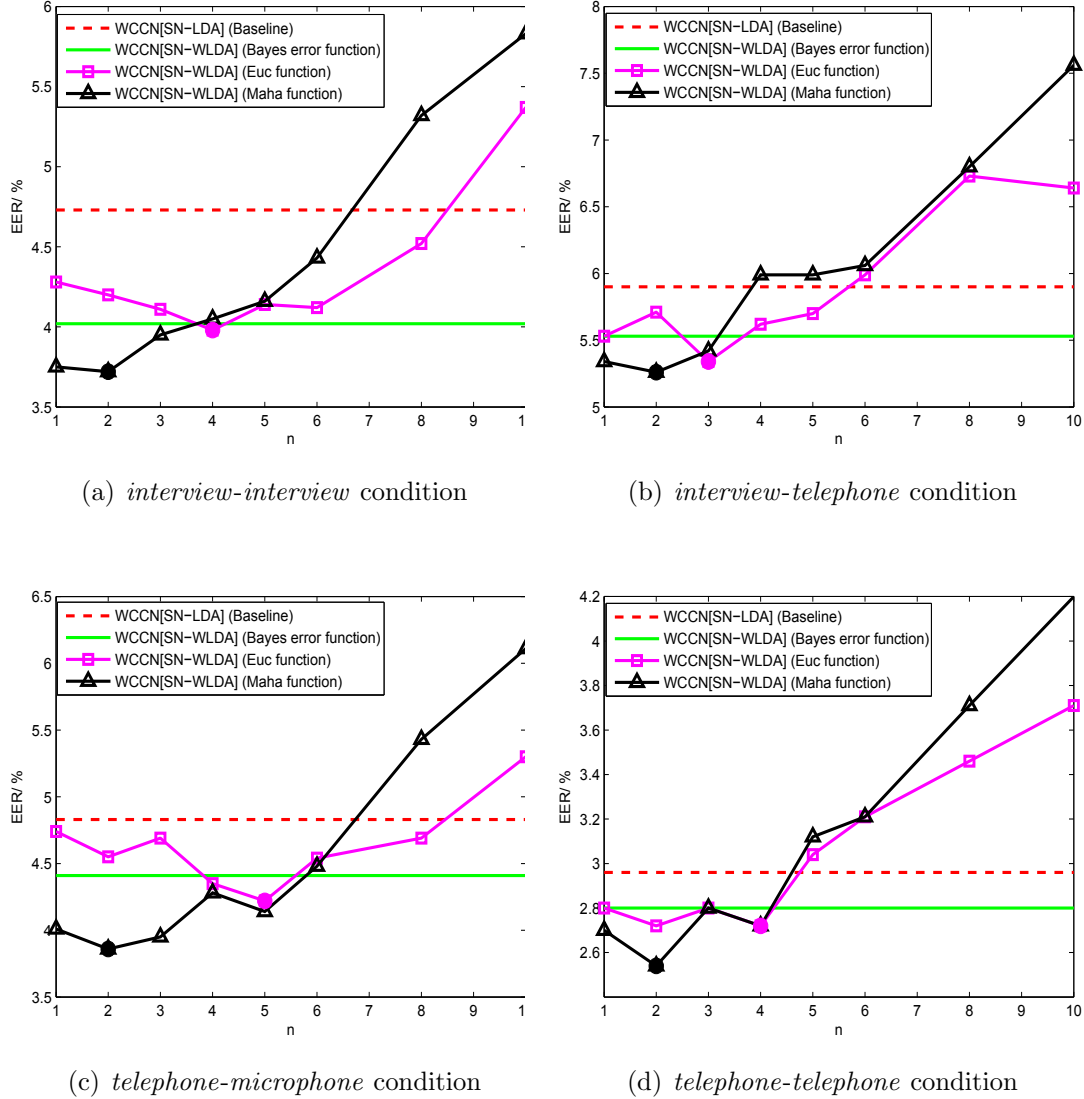 6
5.5
5
4.5
4
3.5
EER/ %
WCCN[SN−LDA] (Baseline)
WCCN[SN−WLDA] (Bayes error function)
WCCN[SN−WLDA] (Euc function)
WCCN[SN−WLDA] (Maha function)
1 2 3 4 5 6 7 8 9 1
n
(a) interview-interview condition
8
7.5
7
6.5
6
5.5
5
EER/ %
WCCN[SN−LDA] (Baseline)
WCCN[SN−WLDA] (Bayes error function)
WCCN[SN−WLDA] (Euc function)
WCCN[SN−WLDA] (Maha function)
1 2 3 4 5 6 7 8 9 10
n
(b) interview-telephone condition
6.5
6
5.5
5
4.5
4
3.5
EER/ %
WCCN[SN−LDA] (Baseline)
WCCN[SN−WLDA] (Bayes error function)
WCCN[SN−WLDA] (Euc function)
WCCN[SN−WLDA] (Maha function)
1 2 3 4 5 6 7 8 9 1
n
(c) telephone-microphone condition
4.2
4
3.8
3.6
3.4
3.2
3
2.8
2.6
EER/ %
WCCN[SN−LDA] (Baseline)
WCCN[SN−WLDA] (Bayes error function)
WCCN[SN−WLDA] (Euc function)
WCCN[SN−WLDA] (Maha function)
1 2 3 4 5 6 7 8 9 10
n
(d) telephone-telephone condition